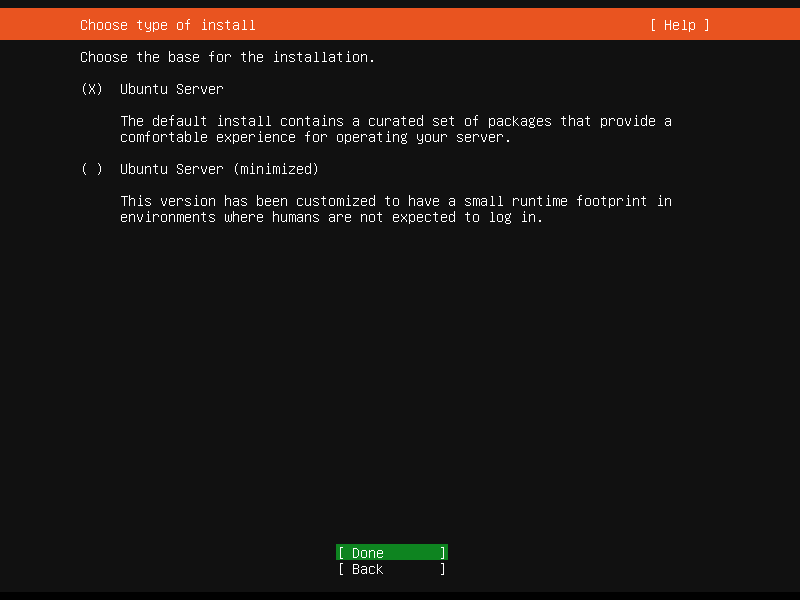 Choose type of install [ Help ]
Choose the base for the installation.
(X) Ubuntu Server
The default install contains a curated set of packages that provide a
comfortable experience for operating your server.
( ) Ubuntu Server (minimized)
This version has been customized to have a small runtime footprint in
environments where humans are not expected to log in.
[ Done ]
[ Back ]